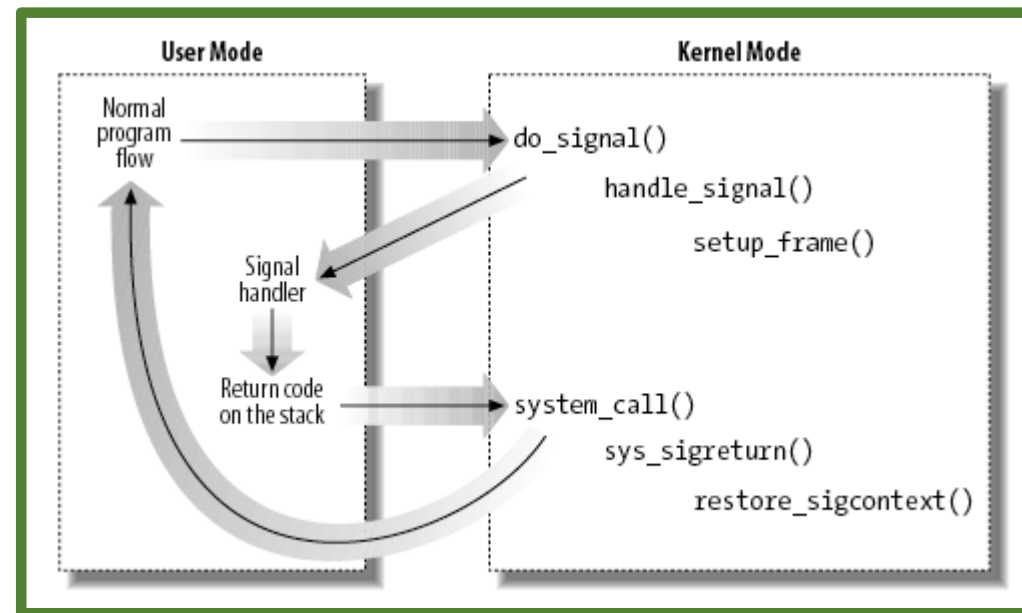 User Mode
Kernel Mode
Normal
program
flow
do_signal()
handle_signal()
setup_frame()
Signal
handler
Return code
on the stack
system_call()
sys_sigreturn()
restore_sigcontext()